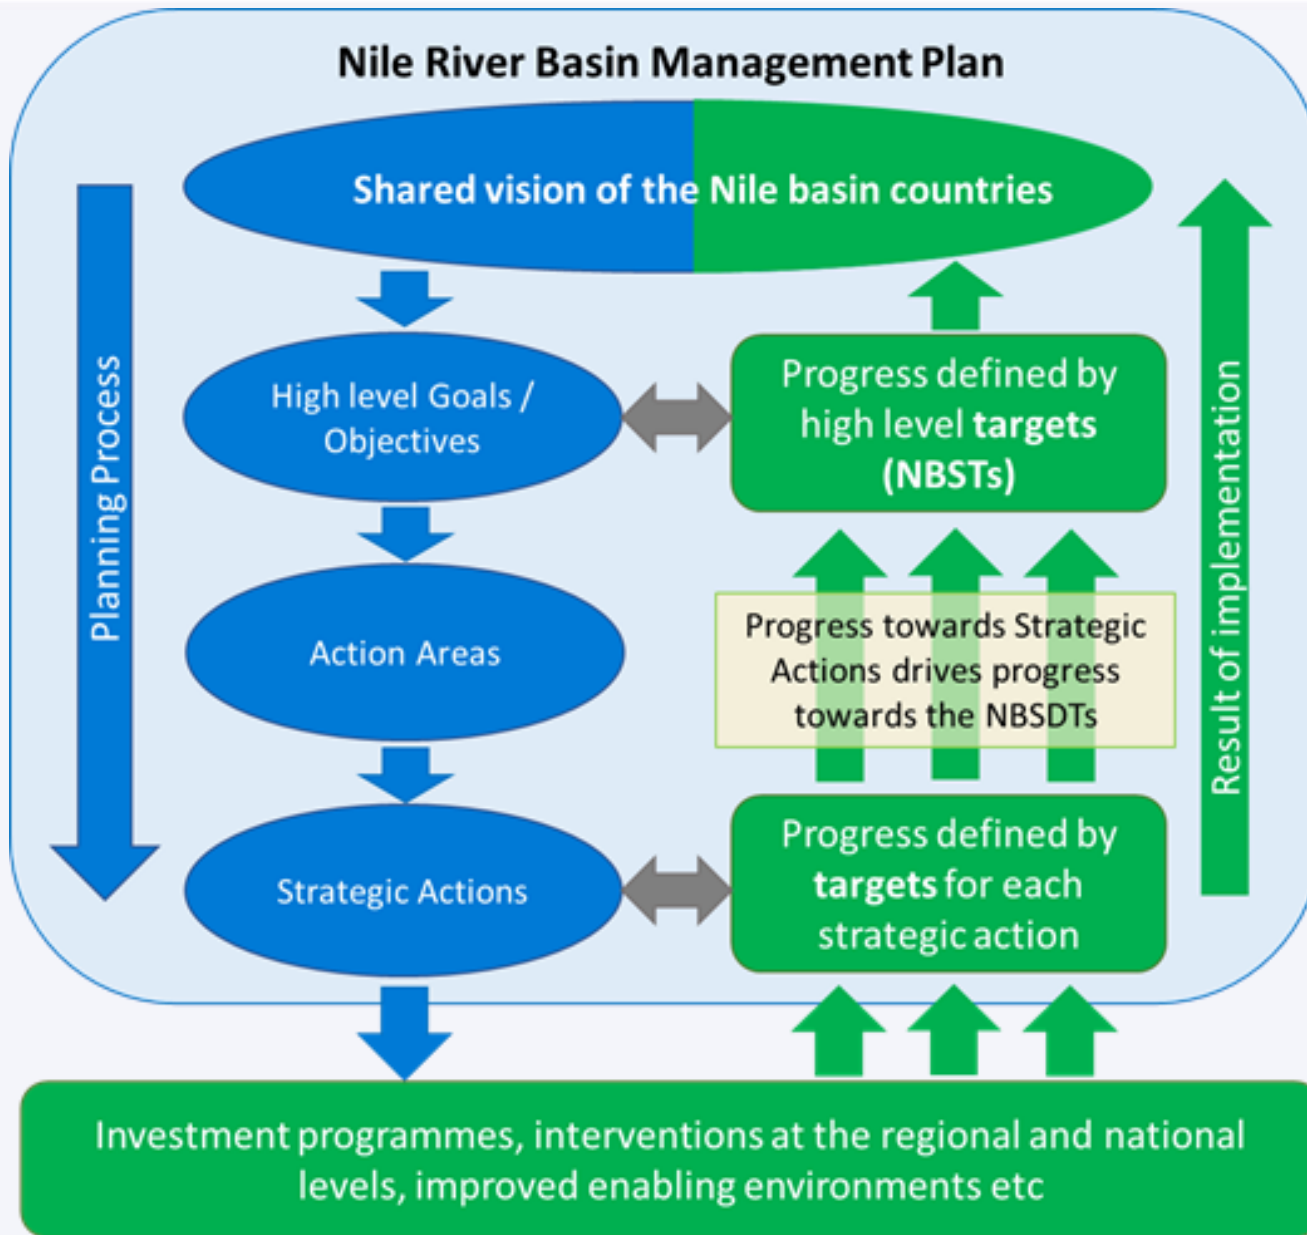 Nile River Basin Management Plan
Shared vision of the Nile basin countries
Planning Process
High level Goals /
Objectives
Progress defined by
high level targets
(NBSTs)
Result of implementation
Action Areas
Progress towards Strategic
Actions drives progress
towards the NBSDTs
Strategic Actions
Progress defined by
targets for each
strategic action
Investment programmes, interventions at the regional and national
levels, improved enabling environments etc